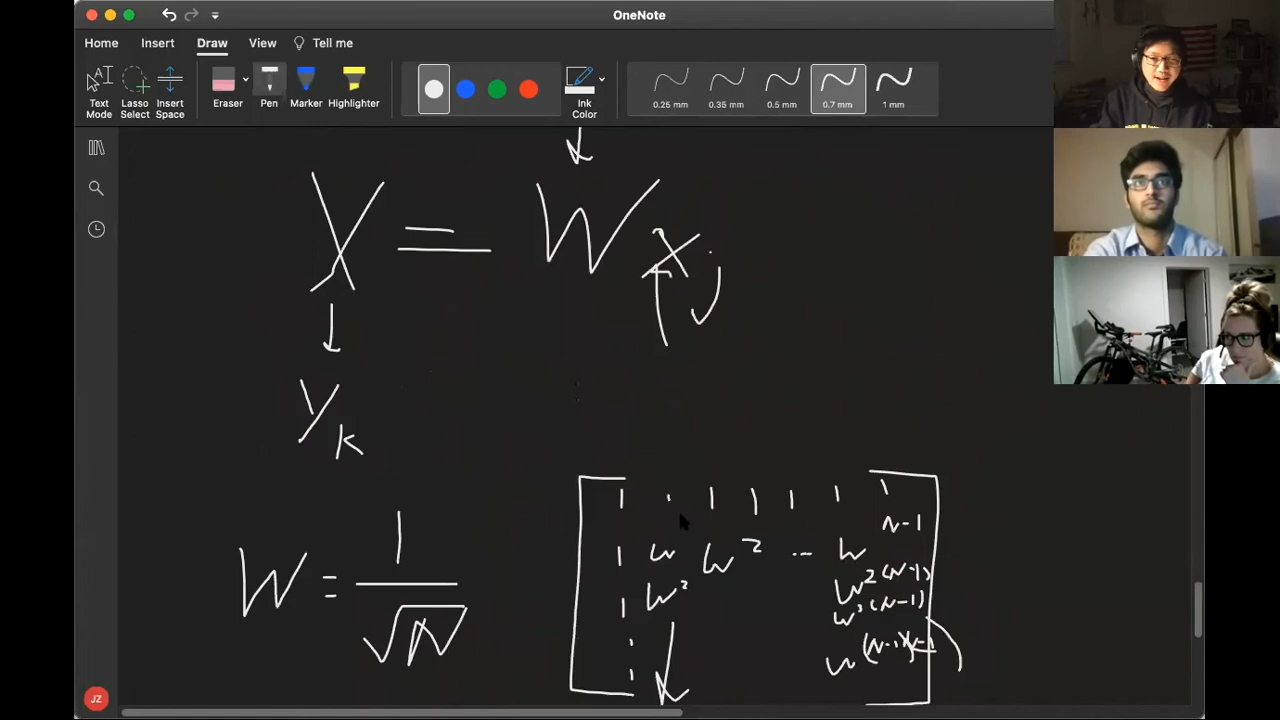 OneNote
Home Insert Draw View Tell me
Text Mode
Lasso Select
Insert Space
Eraser
Pen
Marker
Highlighter
Ink Color
0.25 mm
0.35 mm
0.5 mm
0.7 mm
1 mm
X = W x j
Y k
W = 1 / √N
1 1 1 1 1 1 1
1 w w² ... w^(N-1)
1 w² w^2(N-1)
w^3(N-1)
w^(N-1)(N-1)
JZ